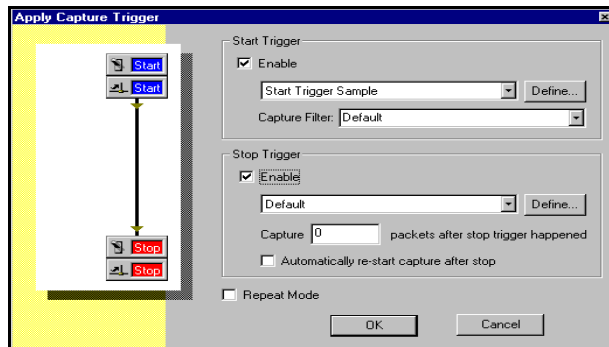 Apply Capture Trigger
Start
Start
Stop
Stop
Start Trigger
Enable
Start Trigger Sample
Define...
Capture Filter: Default
Stop Trigger
Enable
Default
Define...
Capture 0 packets after stop trigger happened
Automatically re-start capture after stop
Repeat Mode
OK
Cancel